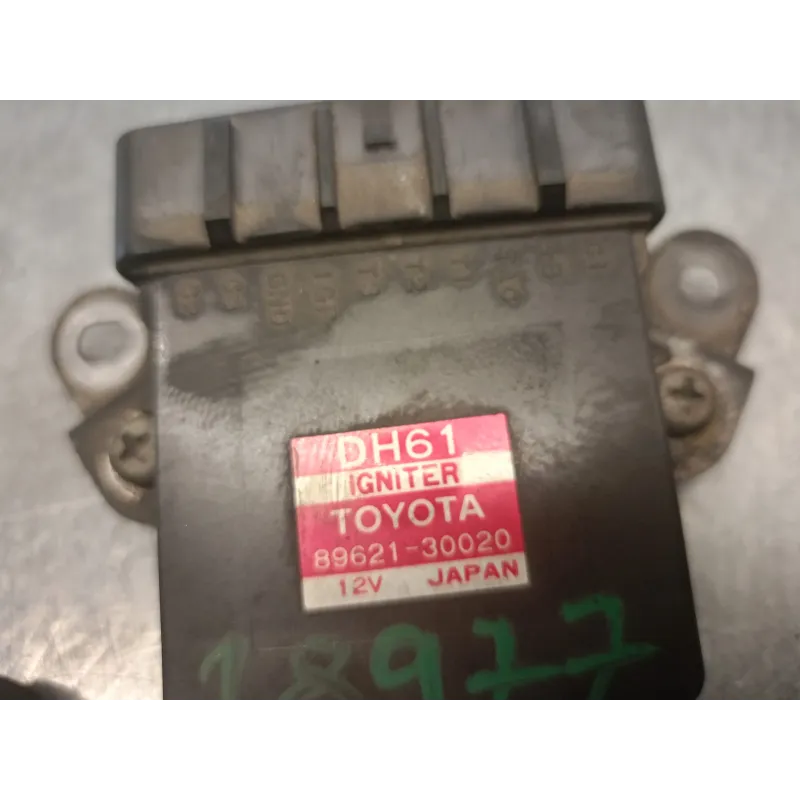 DH61
IGNITER
TOYOTA
89621-30020
12V JAPAN
18977